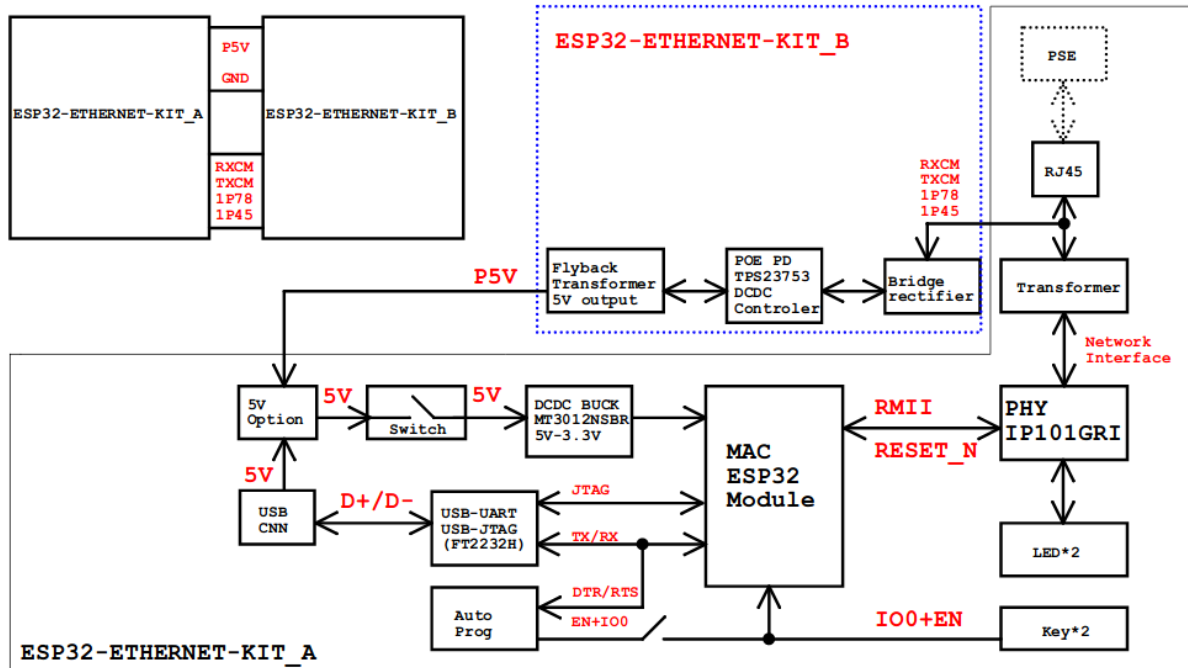 ESP32-ETHERNET-KIT_A
P5V
GND
RXCM
TXCM
1P78
1P45
ESP32-ETHERNET-KIT_B
ESP32-ETHERNET-KIT_B
PSE
RJ45
RXCM
TXCM
1P78
1P45
P5V
Flyback
Transformer
5V output
POE PD
TPS23753
DCDC
Controler
Bridge
rectifier
Transformer
Network
Interface
5V
Option
5V
Switch
5V
DCDC BUCK
MT3012NSBR
5V-3.3V
MAC
ESP32
Module
RMII
RESET_N
PHY
IP101GRI
5V
USB
CNN
D+/D-
USB-UART
USB-JTAG
(FT2232H)
JTAG
TX/RX
LED*2
Auto
Prog
DTR/RTS
EN+IO0
IO0+EN
Key*2
ESP32-ETHERNET-KIT_A